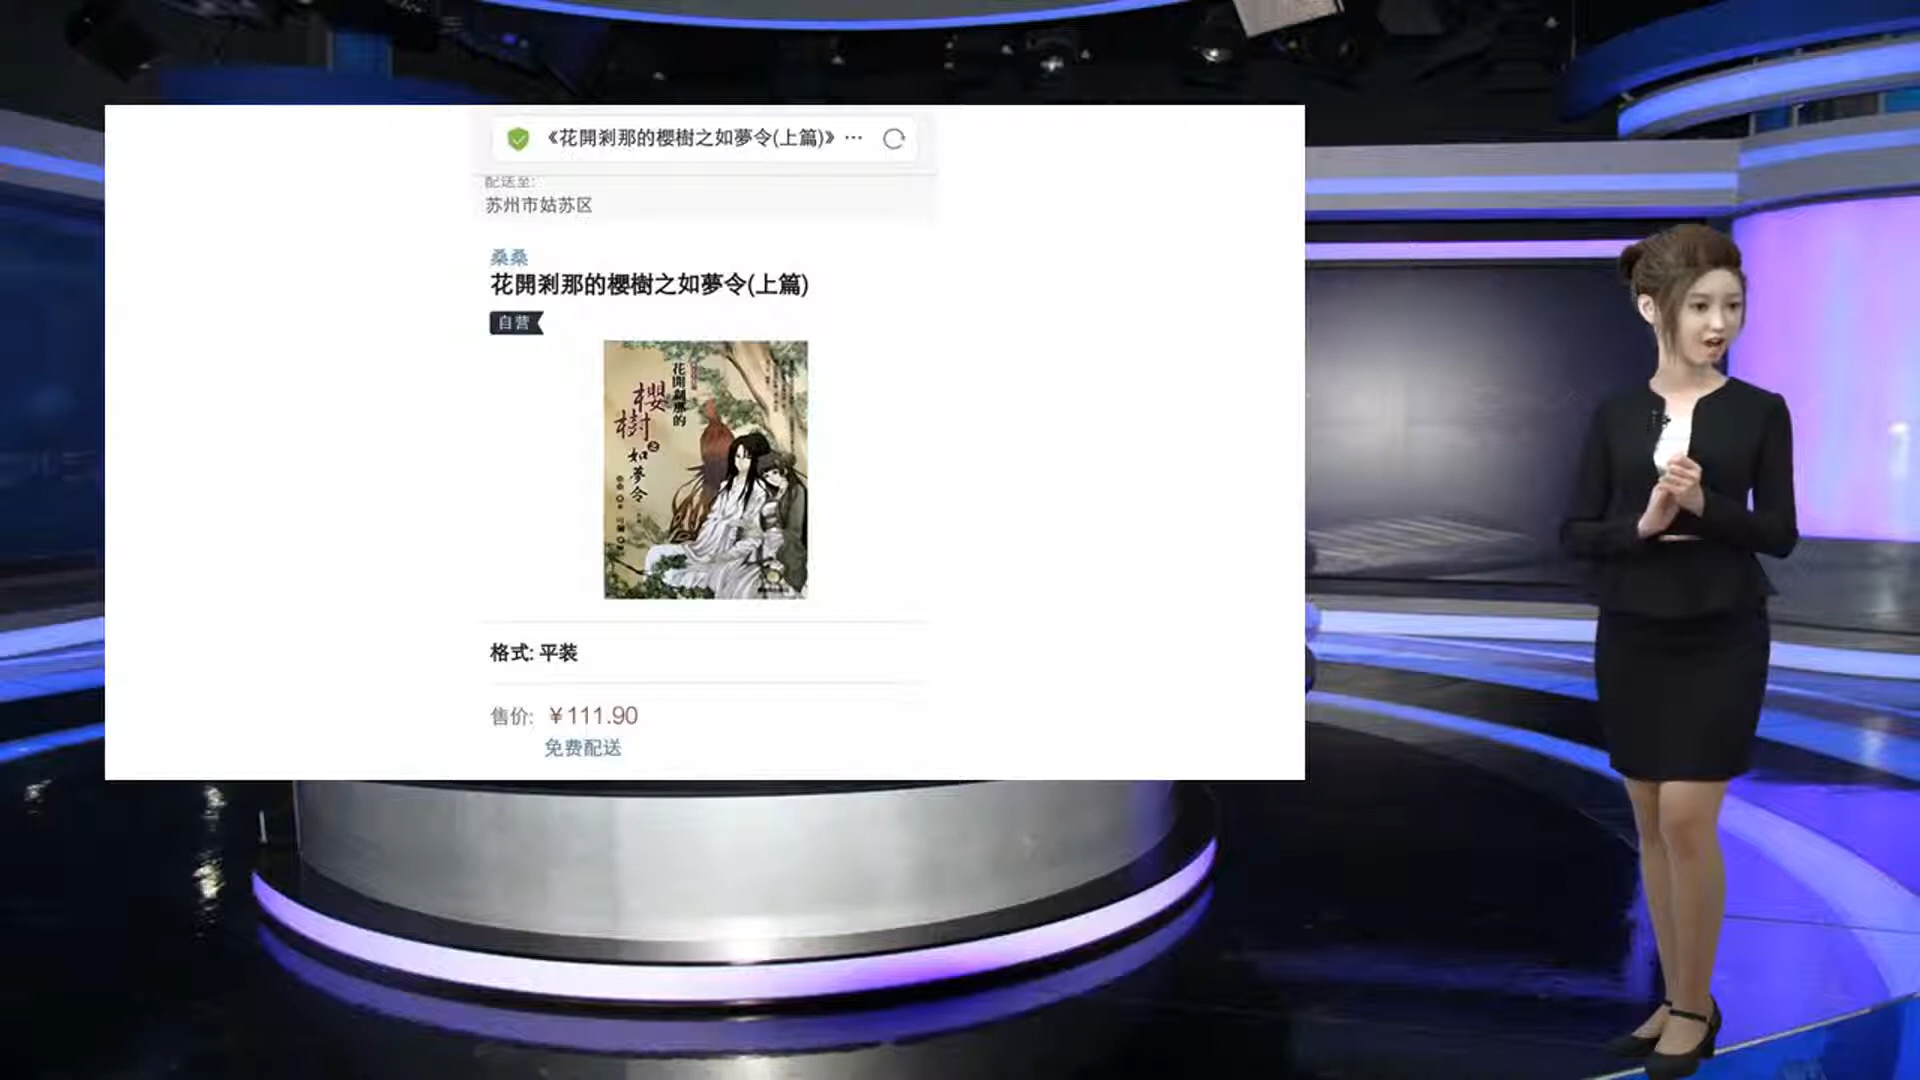 《花開剎那的櫻樹之如夢令(上篇)》 ···
配送至:
苏州市姑苏区
桑桑
花開剎那的櫻樹之如夢令(上篇)
自营
花開剎那的
櫻樹之如夢令
格式: 平装
售价: ¥111.90
免费配送